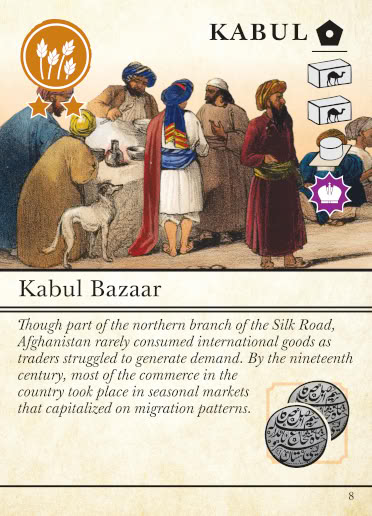 KABUL
Kabul Bazaar
Though part of the northern branch of the Silk Road,
Afghanistan rarely consumed international goods as
traders struggled to generate demand. By the nineteenth
century, most of the commerce in the
country took place in seasonal markets
that capitalized on migration patterns.
8